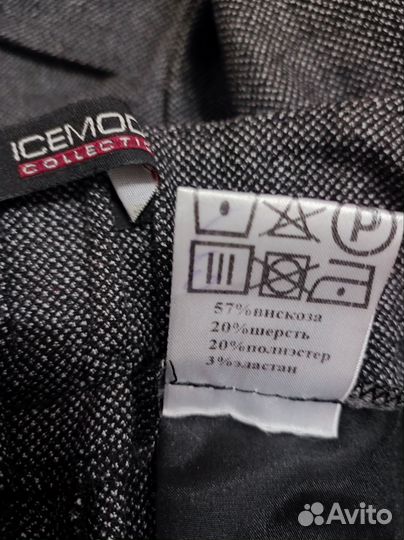 ICEMOD
COLLECTI
P
57%вискоза
20%шерсть
20%полиэстер
3%эластан
Avito